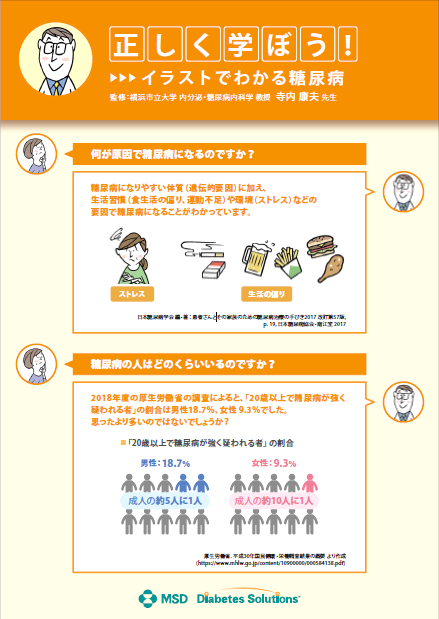 正しく学ぼう！
▶▶▶イラストでわかる糖尿病
監修：横浜市立大学 内分泌・糖尿病内科学 教授 寺内 康夫 先生
何が原因で糖尿病になるのですか？
糖尿病になりやすい体質（遺伝的要因）に加え、
生活習慣（食生活の偏り、運動不足）や環境（ストレス）などの
要因で糖尿病になることがわかっています。
ストレス
生活の偏り
日本糖尿病学会 編・著：患者さんとその家族のための糖尿病治療の手びき2017 改訂第57版,
p. 19, 日本糖尿病協会・南江堂 2017
糖尿病の人はどのくらいいるのですか？
2018年度の厚生労働省の調査によると、「20歳以上で糖尿病が強く
疑われる者」の割合は男性18.7％、女性 9.3％でした。
思ったより多いのではないでしょうか？
「20歳以上で糖尿病が強く疑われる者」の割合
男性：18.7％
女性：9.3％
成人の約5人に1人
成人の約10人に1人
厚生労働省. 平成30年国民健康・栄養調査結果の概要 より作成
（https://www.mhlw.go.jp/content/10900000/000584138.pdf）
MSD Diabetes Solutions